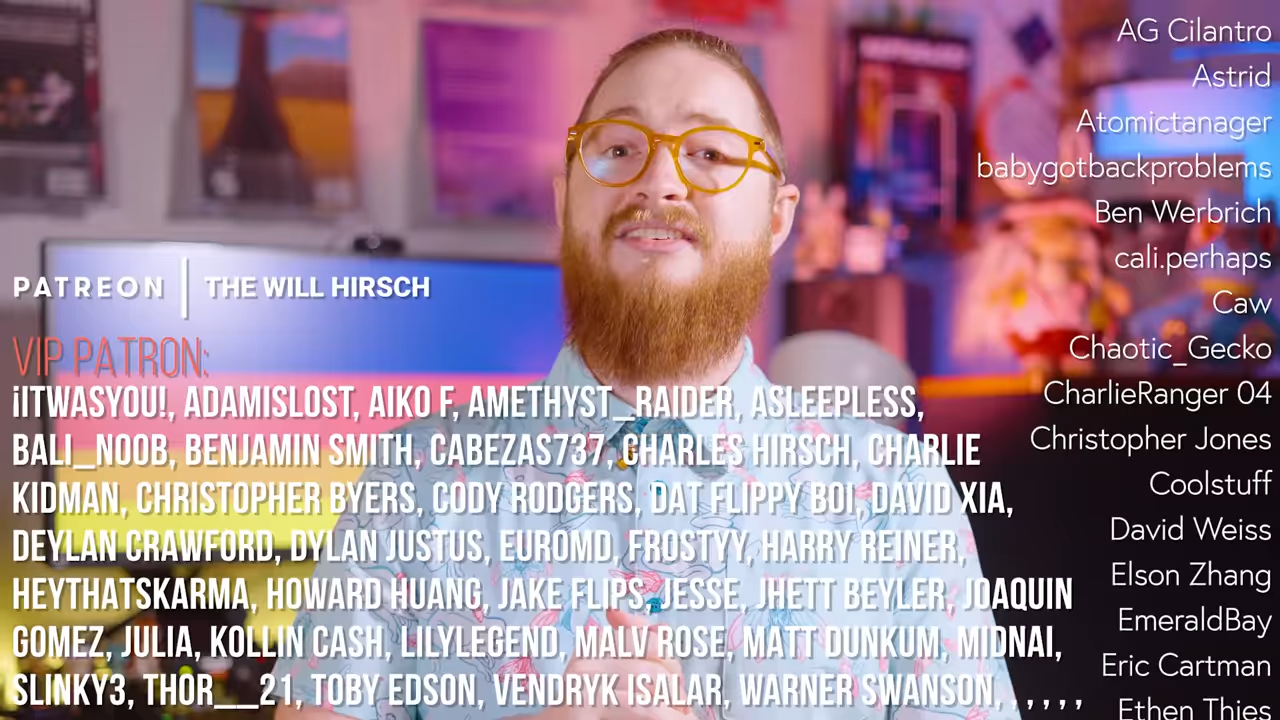 PATREON | THE WILL HIRSCH
VIP PATRON:
¡ITWASYOU!, ADAMISLOST, AIKO F, AMETHYST_RAIDER, ASLEEPLESS,
BALI_NOOB, BENJAMIN SMITH, CABEZAS737, CHARLES HIRSCH, CHARLIE
KIDMAN, CHRISTOPHER BYERS, CODY RODGERS, DAT FLIPPY BOI, DAVID XIA,
DEYLAN CRAWFORD, DYLAN JUSTUS, EUROMD, FROSTYY, HARRY REINER,
HEYTHATSKARMA, HOWARD HUANG, JAKE FLIPS, JESSE, JHETT BEYLER, JOAQUIN
GOMEZ, JULIA, KOLLIN CASH, LILYLEGEND, MALV ROSE, MATT DUNKUM, MIDNAI,
SLINKY3, THOR__21, TOBY EDSON, VENDRYK ISALAR, WARNER SWANSON, , , , , ,
AG Cilantro
Astrid
Atomictanager
babygotbackproblems
Ben Werbrich
cali.perhaps
Caw
Chaotic_Gecko
CharlieRanger 04
Christopher Jones
Coolstuff
David Weiss
Elson Zhang
EmeraldBay
Eric Cartman
Ethen Thies